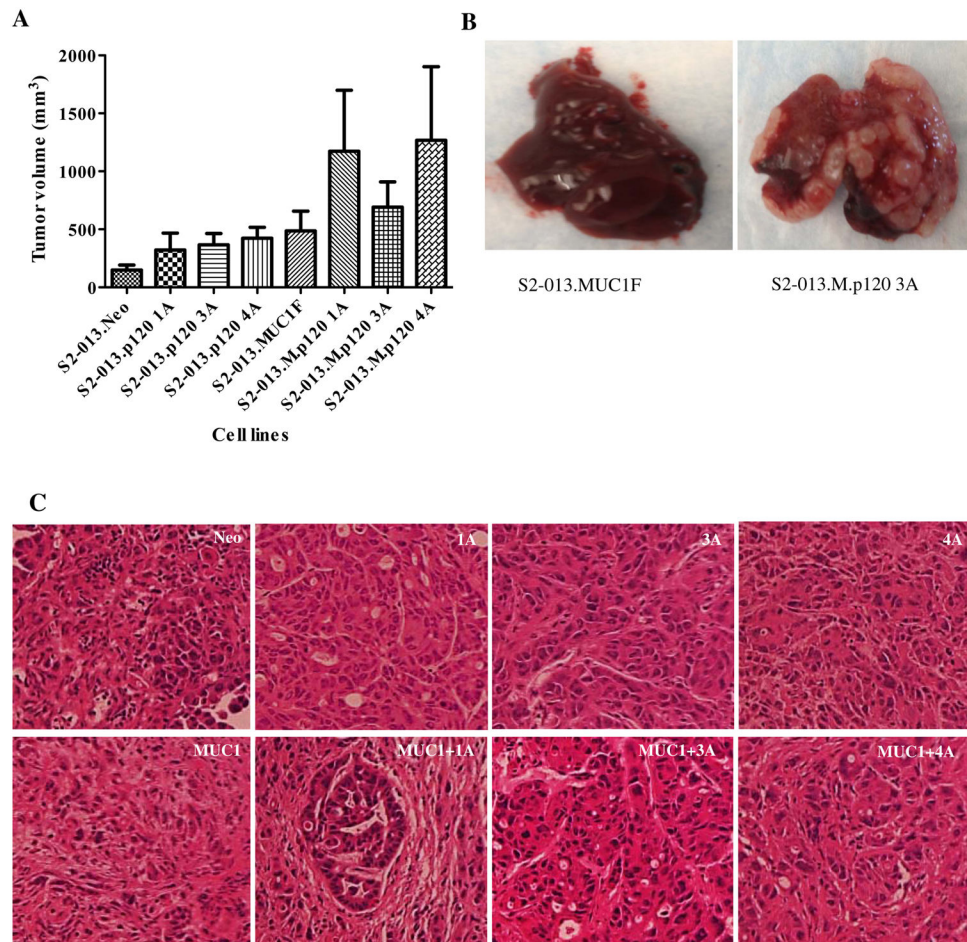 A
Tumor volume (mm³)
2000
1500
1000
500
0
S2-013.Neo
S2-013.p120 1A
S2-013.p120 3A
S2-013.p120 4A
S2-013.MUC1F
S2-013.M.p120 1A
S2-013.M.p120 3A
S2-013.M.p120 4A
Cell lines
B
S2-013.MUC1F
S2-013.M.p120 3A
C
Neo
1A
3A
4A
MUC1
MUC1+1A
MUC1+3A
MUC1+4A